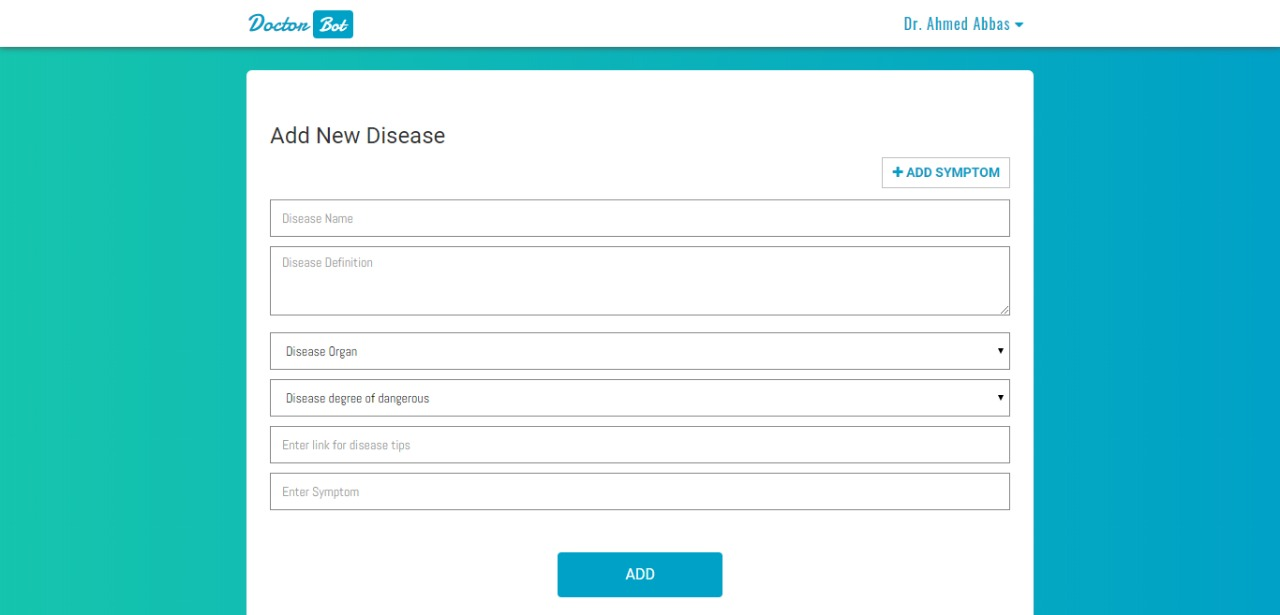 Doctor Bot
Dr. Ahmed Abbas
Add New Disease
ADD SYMPTOM
Disease Name
Disease Definition
Disease Organ
Disease degree of dangerous
Enter link for disease tips
Enter Symptom
ADD